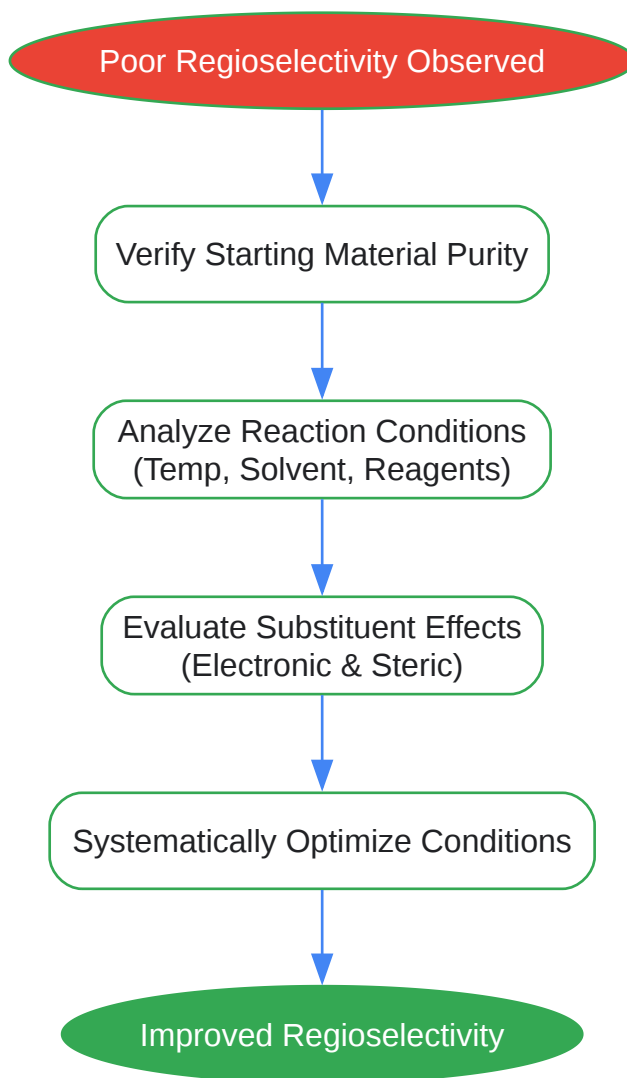 Poor Regioselectivity Observed
Verify Starting Material Purity
Analyze Reaction Conditions
(Temp, Solvent, Reagents)
Evaluate Substituent Effects
(Electronic & Steric)
Systematically Optimize Conditions
Improved Regioselectivity